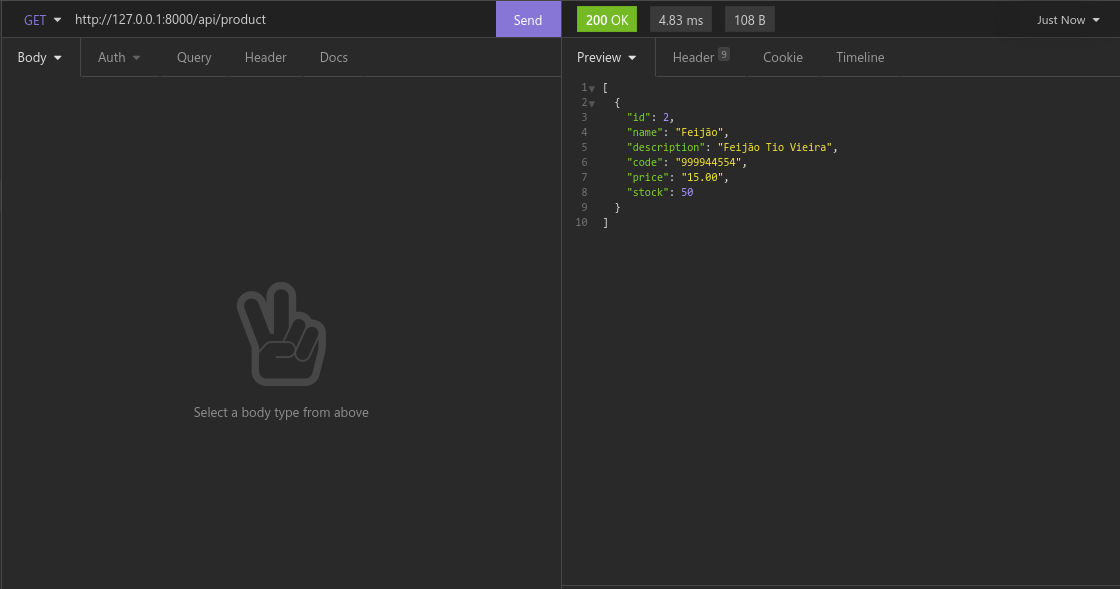 GET http://127.0.0.1:8000/api/product Send 200 OK 4.83 ms 108 B Just Now
Body Auth Query Header Docs Preview Header 9 Cookie Timeline
1 [
2 {
3 "id": 2,
4 "name": "Feijão",
5 "description": "Feijão Tio Vieira",
6 "code": "999944554",
7 "price": "15.00",
8 "stock": 50
9 }
10 ]
Select a body type from above